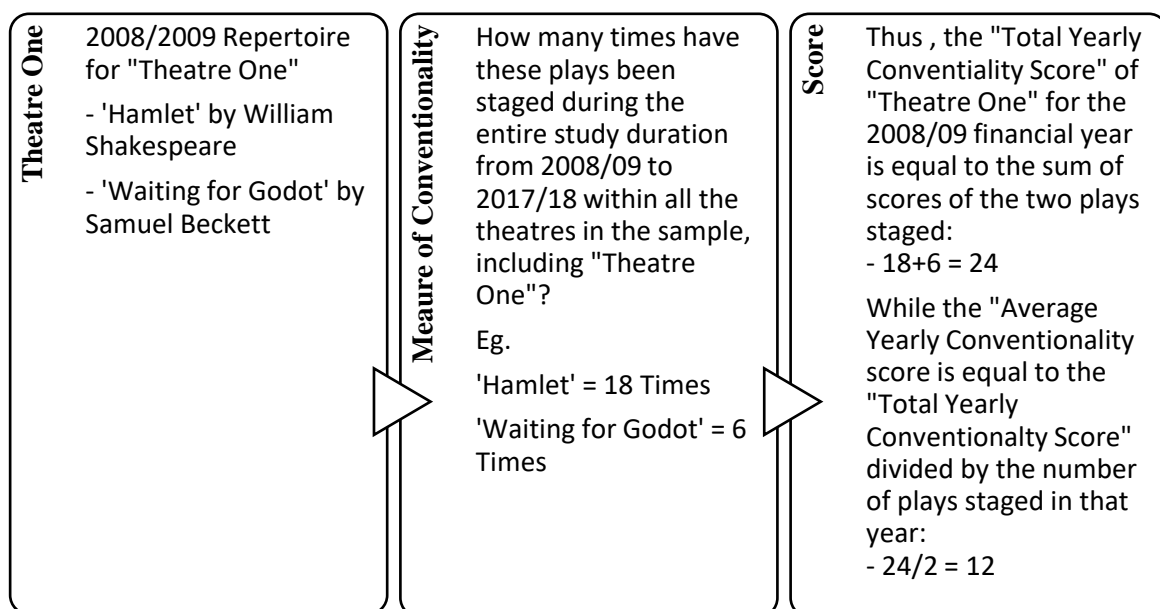 Theatre One
2008/2009 Repertoire
for "Theatre One"
- 'Hamlet' by William
Shakespeare
- 'Waiting for Godot' by
Samuel Beckett
Meaure of Conventionality
How many times have
these plays been
staged during the
entire study duration
from 2008/09 to
2017/18 within all the
theatres in the sample,
including "Theatre
One"?
Eg.
'Hamlet' = 18 Times
'Waiting for Godot' = 6
Times
Score
Thus , the "Total Yearly
Conventiality Score" of
"Theatre One" for the
2008/09 financial year
is equal to the sum of
scores of the two plays
staged:
- 18+6 = 24
While the "Average
Yearly Conventionality
score is equal to the
"Total Yearly
Conventionalty Score"
divided by the number
of plays staged in that
year:
- 24/2 = 12